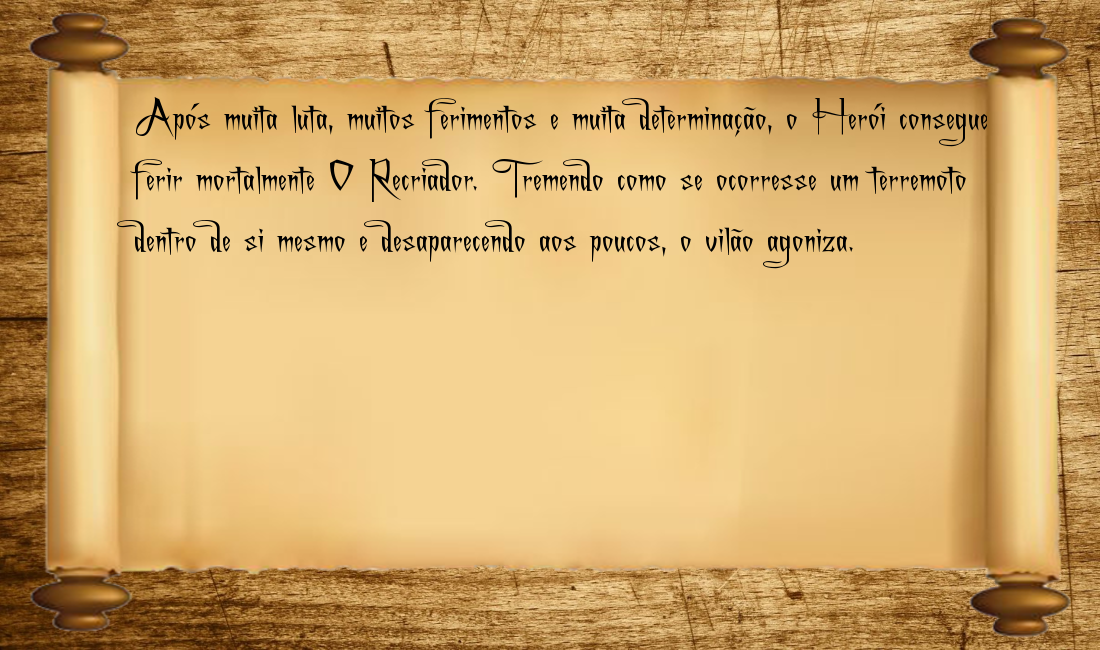 Após muita luta, muitos ferimentos e muita determinação, o Herói consegue
ferir mortalmente O Recriador. Tremendo como se ocorresse um terremoto
dentro de si mesmo e desaparecendo aos poucos, o vilão agoniza.